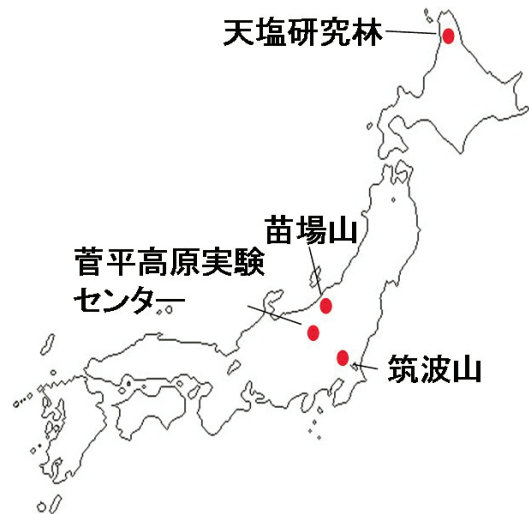 天塩研究林
苗場山
菅平高原実験
センター
筑波山